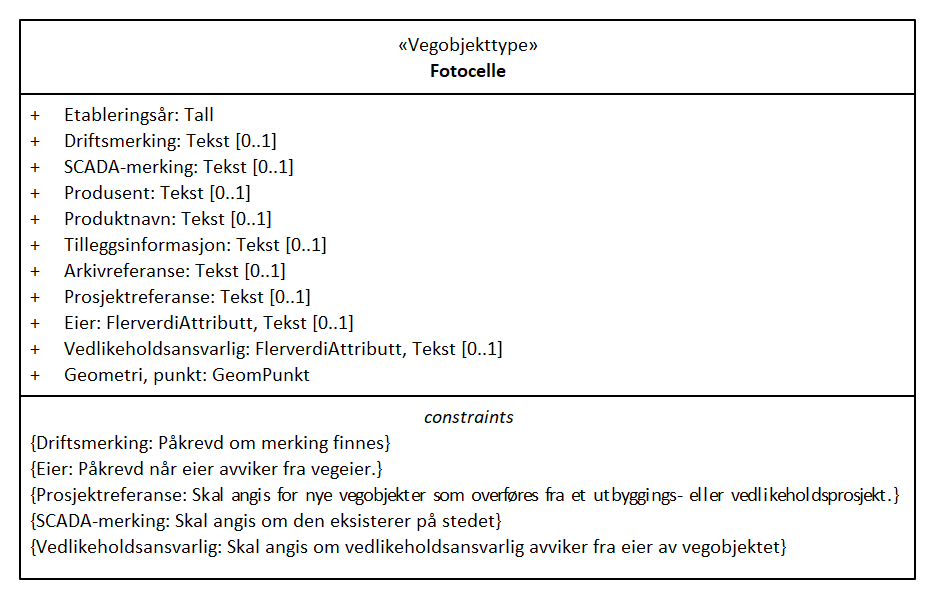 «Vegobjekttype»
Fotocelle
+ Etableringsår: Tall
+ Driftsmerking: Tekst [0..1]
+ SCADA-merking: Tekst [0..1]
+ Produsent: Tekst [0..1]
+ Produktnavn: Tekst [0..1]
+ Tilleggsinformasjon: Tekst [0..1]
+ Arkivreferanse: Tekst [0..1]
+ Prosjektreferanse: Tekst [0..1]
+ Eier: FlerverdiAttributt, Tekst [0..1]
+ Vedlikeholdsansvarlig: FlerverdiAttributt, Tekst [0..1]
+ Geometri, punkt: GeomPunkt
constraints
{Driftsmerking: Påkrevd om merking finnes}
{Eier: Påkrevd når eier avviker fra vegeier.}
{Prosjektreferanse: Skal angis for nye vegobjekter som overføres fra et utbyggings- eller vedlikeholdsprosjekt.}
{SCADA-merking: Skal angis om den eksisterer på stedet}
{Vedlikeholdsansvarlig: Skal angis om vedlikeholdsansvarlig avviker fra eier av vegobjektet}